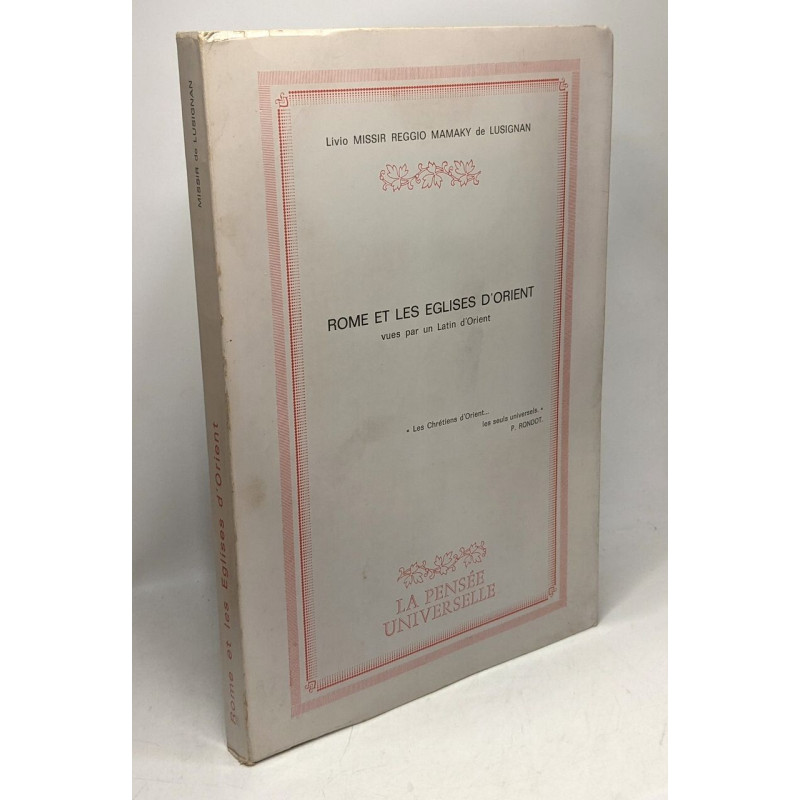 MISSIR de LUSIGNAN
Rome et les Eglises d'Orient
Livio MISSIR REGGIO MAMAKY de LUSIGNAN
ROME ET LES EGLISES D'ORIENT
vues par un Latin d'Orient
« Les Chrétiens d'Orient...
les seuls universels. »
P. RONDOT.
LA PENSÉE
UNIVERSELLE